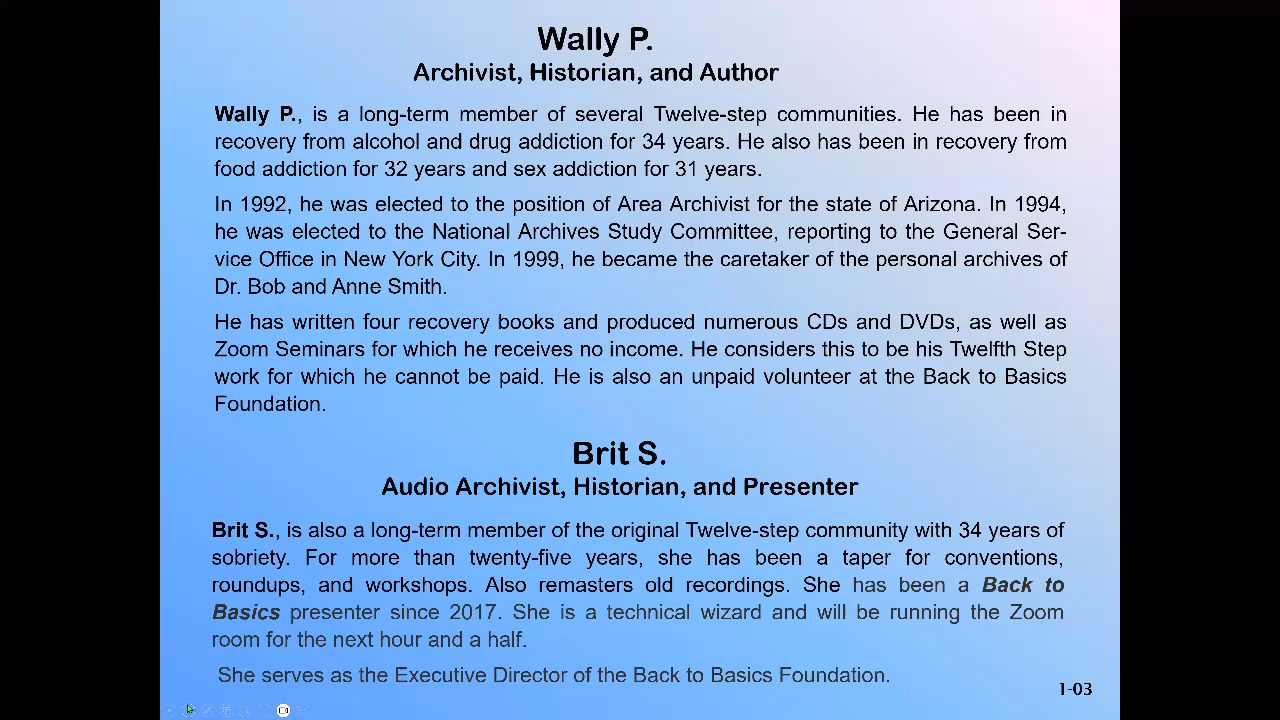 Wally P.
Archivist, Historian, and Author
Wally P., is a long-term member of several Twelve-step communities. He has been in
recovery from alcohol and drug addiction for 34 years. He also has been in recovery from
food addiction for 32 years and sex addiction for 31 years.
In 1992, he was elected to the position of Area Archivist for the state of Arizona. In 1994,
he was elected to the National Archives Study Committee, reporting to the General Ser-
vice Office in New York City. In 1999, he became the caretaker of the personal archives of
Dr. Bob and Anne Smith.
He has written four recovery books and produced numerous CDs and DVDs, as well as
Zoom Seminars for which he receives no income. He considers this to be his Twelfth Step
work for which he cannot be paid. He is also an unpaid volunteer at the Back to Basics
Foundation.
Brit S.
Audio Archivist, Historian, and Presenter
Brit S., is also a long-term member of the original Twelve-step community with 34 years of
sobriety. For more than twenty-five years, she has been a taper for conventions,
roundups, and workshops. Also remasters old recordings. She has been a Back to
Basics presenter since 2017. She is a technical wizard and will be running the Zoom
room for the next hour and a half.
She serves as the Executive Director of the Back to Basics Foundation.
1-03